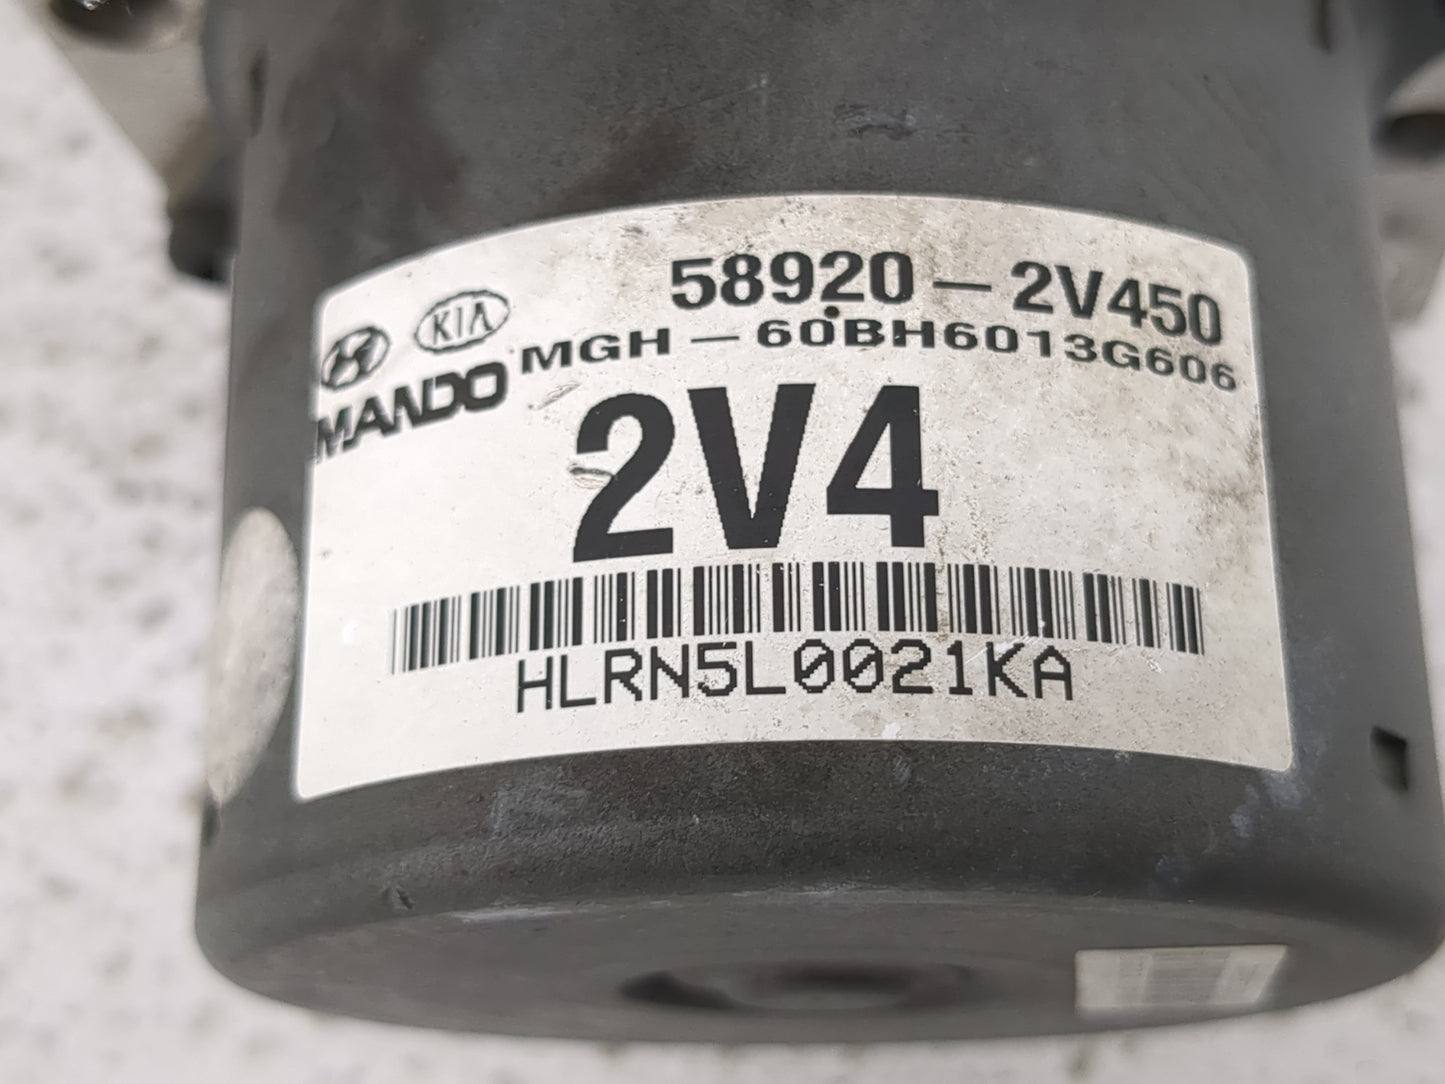 58920-2V450
KIA
MGH-60BH6013G606
MANDO
2V4
HLRN5L0021KA